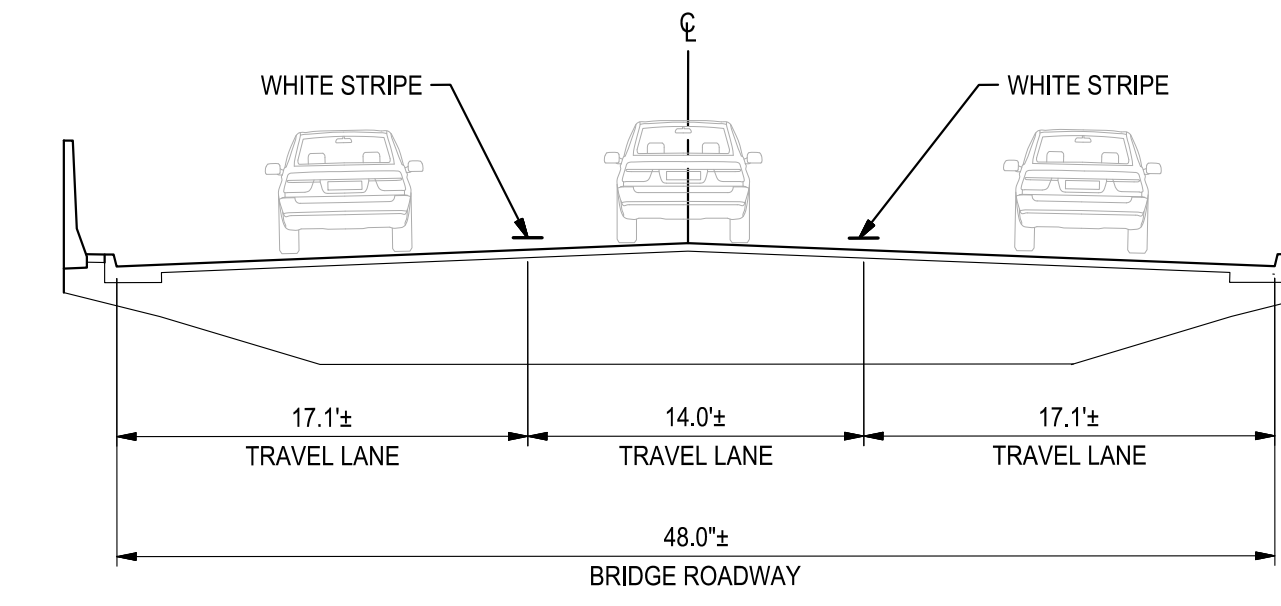 ℄
WHITE STRIPE
WHITE STRIPE
17.1'±
14.0'±
17.1'±
TRAVEL LANE
TRAVEL LANE
TRAVEL LANE
48.0"±
BRIDGE ROADWAY